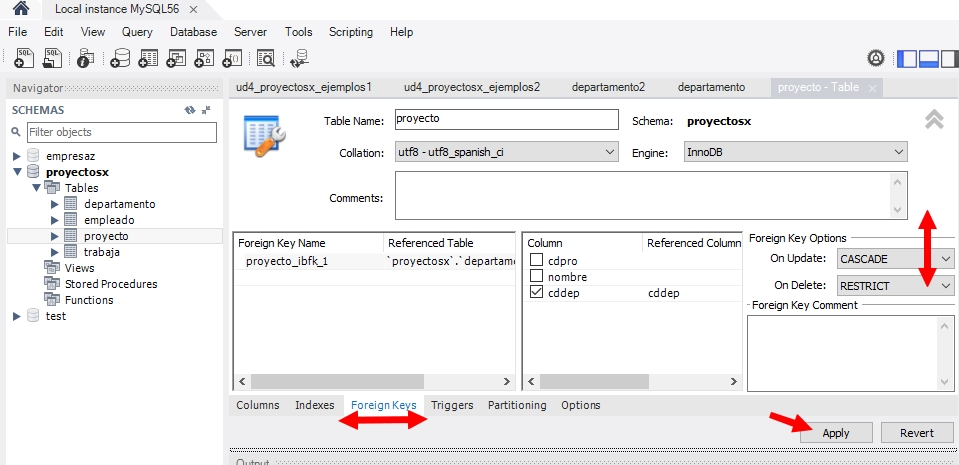 Local instance MySQL56 ×
File Edit View Query Database Server Tools Scripting Help
SQL SQL
Navigator
SCHEMAS
Filter objects
empresaz
proyectosx
Tables
departamento
empleado
proyecto
trabaja
Views
Stored Procedures
Functions
test
ud4_proyectosx_ejemplos1 ud4_proyectosx_ejemplos2 departamento2 departamento proyecto - Table ×
Table Name: proyecto Schema: proyectosx
Collation: utf8 - utf8_spanish_ci Engine: InnoDB
Comments:
Foreign Key Name Referenced Table
proyecto_ibfk_1 `proyectosx`.`departame
Column Referenced Column
cdpro
nombre
cddep cddep
Foreign Key Options
On Update: CASCADE
On Delete: RESTRICT
Foreign Key Comment
Columns Indexes Foreign Keys Triggers Partitioning Options
Apply Revert
Output